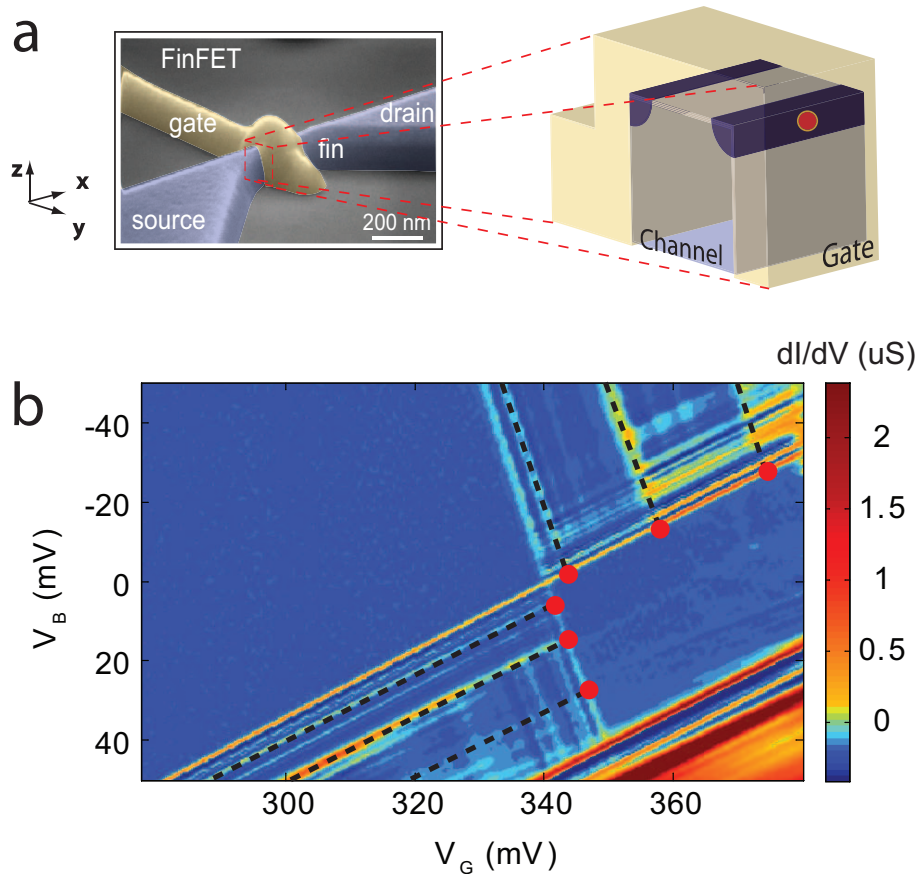 a
FinFET
gate
drain
fin
source
200 nm
z
x
y
Channel
Gate
b
dI/dV (uS)
-40
-20
0
20
40
V_B (mV)
300
320
340
360
V_G (mV)
2
1.5
1
0.5
0